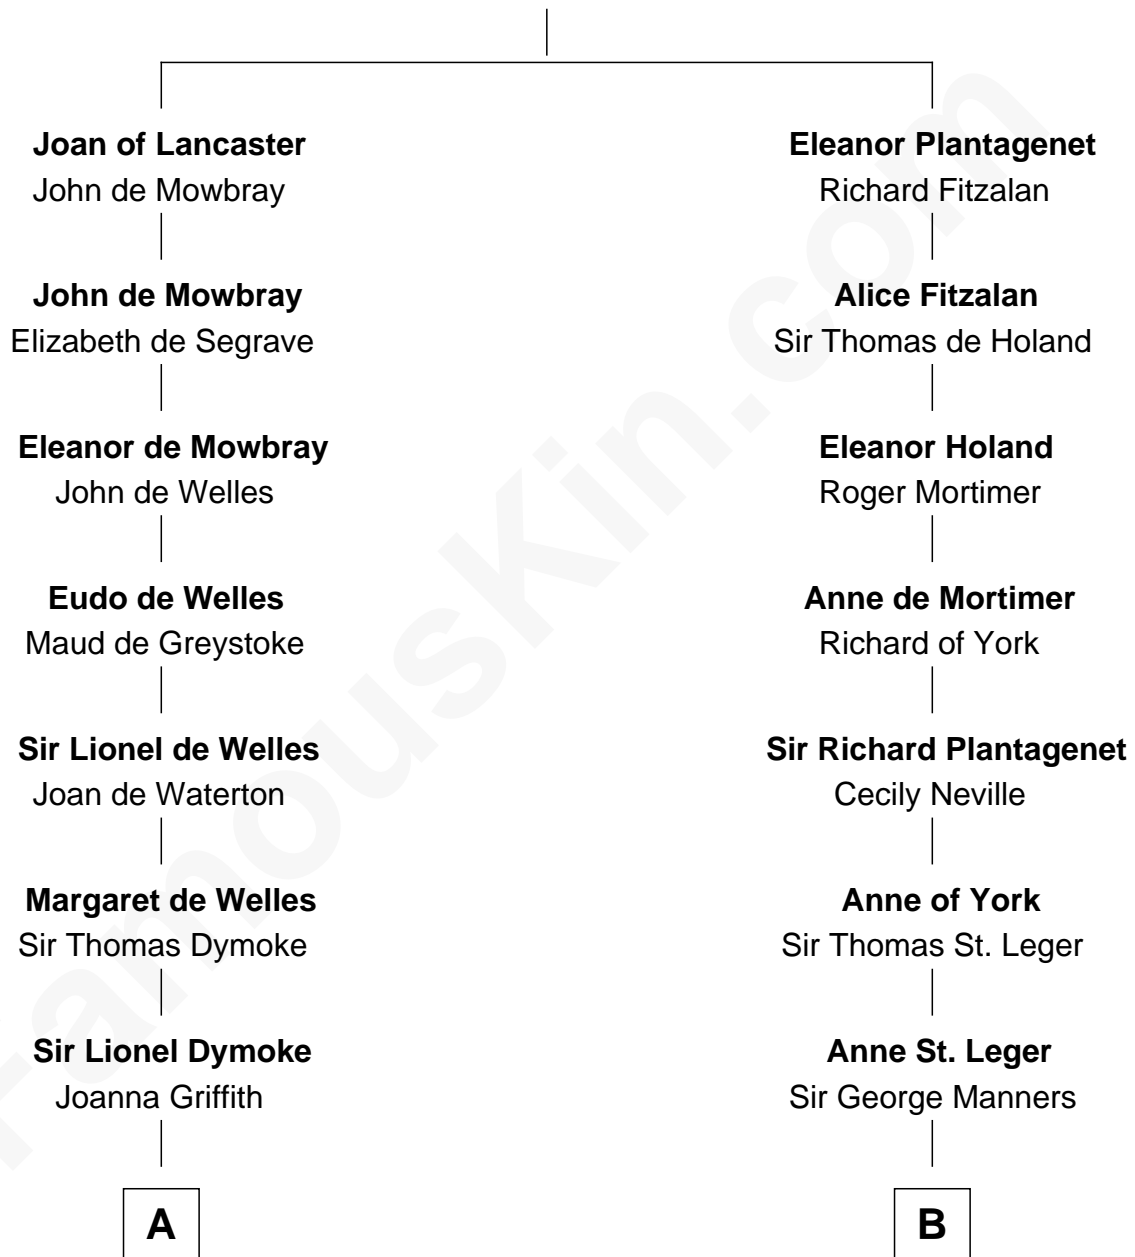 Joan of Lancaster
John de Mowbray
John de Mowbray
Elizabeth de Segrave
Eleanor de Mowbray
John de Welles
Eudo de Welles
Maud de Greystoke
Sir Lionel de Welles
Joan de Waterton
Margaret de Welles
Sir Thomas Dymoke
Sir Lionel Dymoke
Joanna Griffith
A
Eleanor Plantagenet
Richard Fitzalan
Alice Fitzalan
Sir Thomas de Holand
Eleanor Holand
Roger Mortimer
Anne de Mortimer
Richard of York
Sir Richard Plantagenet
Cecily Neville
Anne of York
Sir Thomas St. Leger
Anne St. Leger
Sir George Manners
B
FamousKin.com